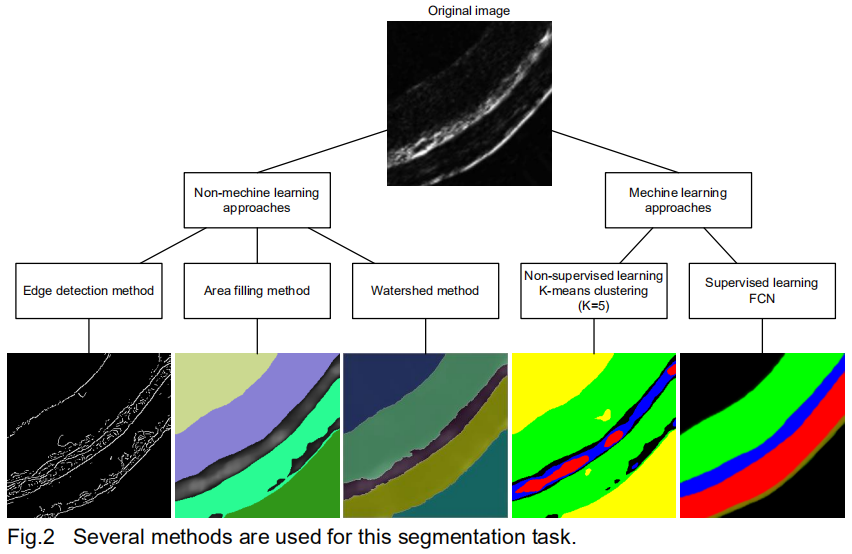 Original image
Non-mechine learning
approaches
Mechine learning
approaches
Edge detection method
Area filling method
Watershed method
Non-supervised learning
K-means clustering
(K=5)
Supervised learning
FCN
Fig.2 Several methods are used for this segmentation task.